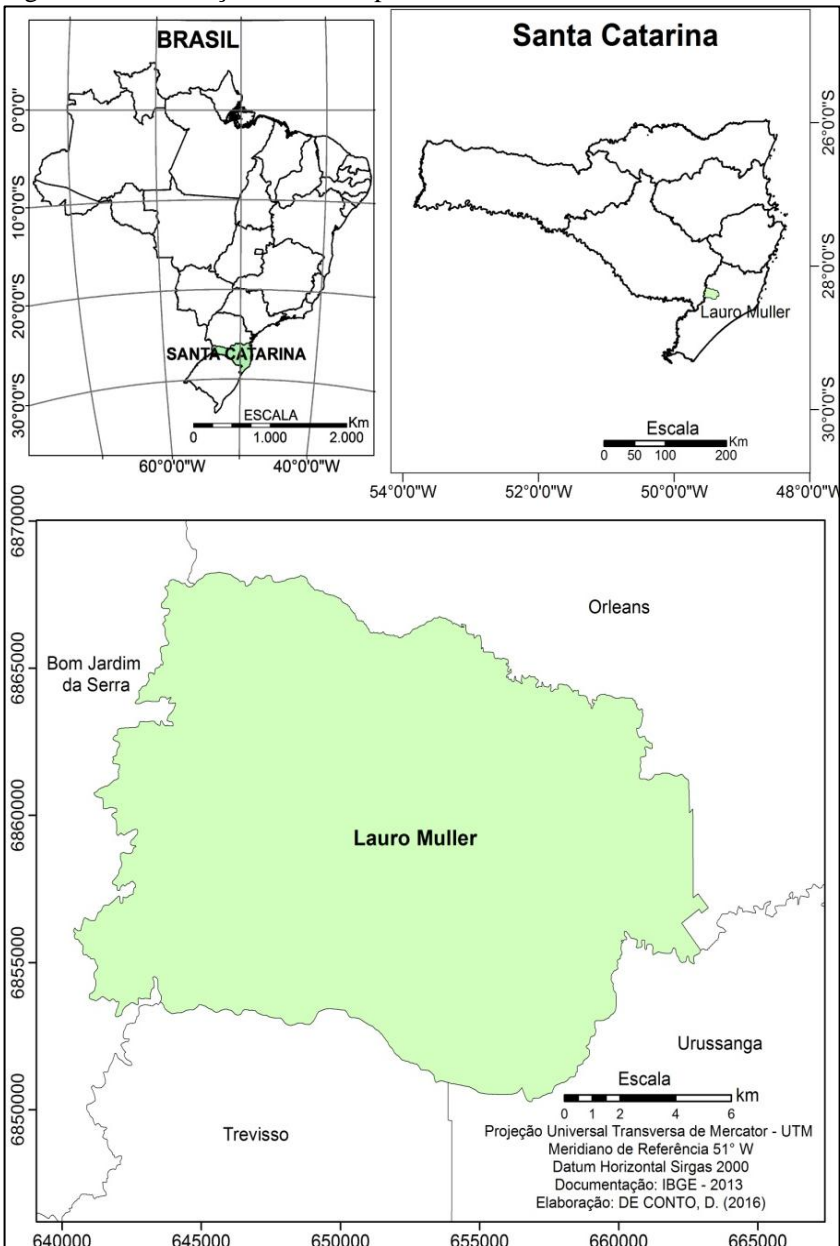 BRASIL
0°0'0"
10°0'0"S
20°0'0"S
30°0'0"S
SANTA CATARINA
ESCALA
0 1.000 2.000 Km
60°0'0"W 40°0'0"W
Santa Catarina
26°0'0"S
28°0'0"S
30°0'0"S
Lauro Muller
Escala
0 50 100 200 Km
54°0'0"W 52°0'0"W 50°0'0"W 48°0'0"W
6870000
6865000
6860000
6855000
6850000
Orleans
Bom Jardim
da Serra
Lauro Muller
Urussanga
Trevisso
Escala
0 1 2 4 6 km
Projeção Universal Transversa de Mercator - UTM
Meridiano de Referência 51° W
Datum Horizontal Sirgas 2000
Documentação: IBGE - 2013
Elaboração: DE CONTO, D. (2016)
640000 645000 650000 655000 660000 665000